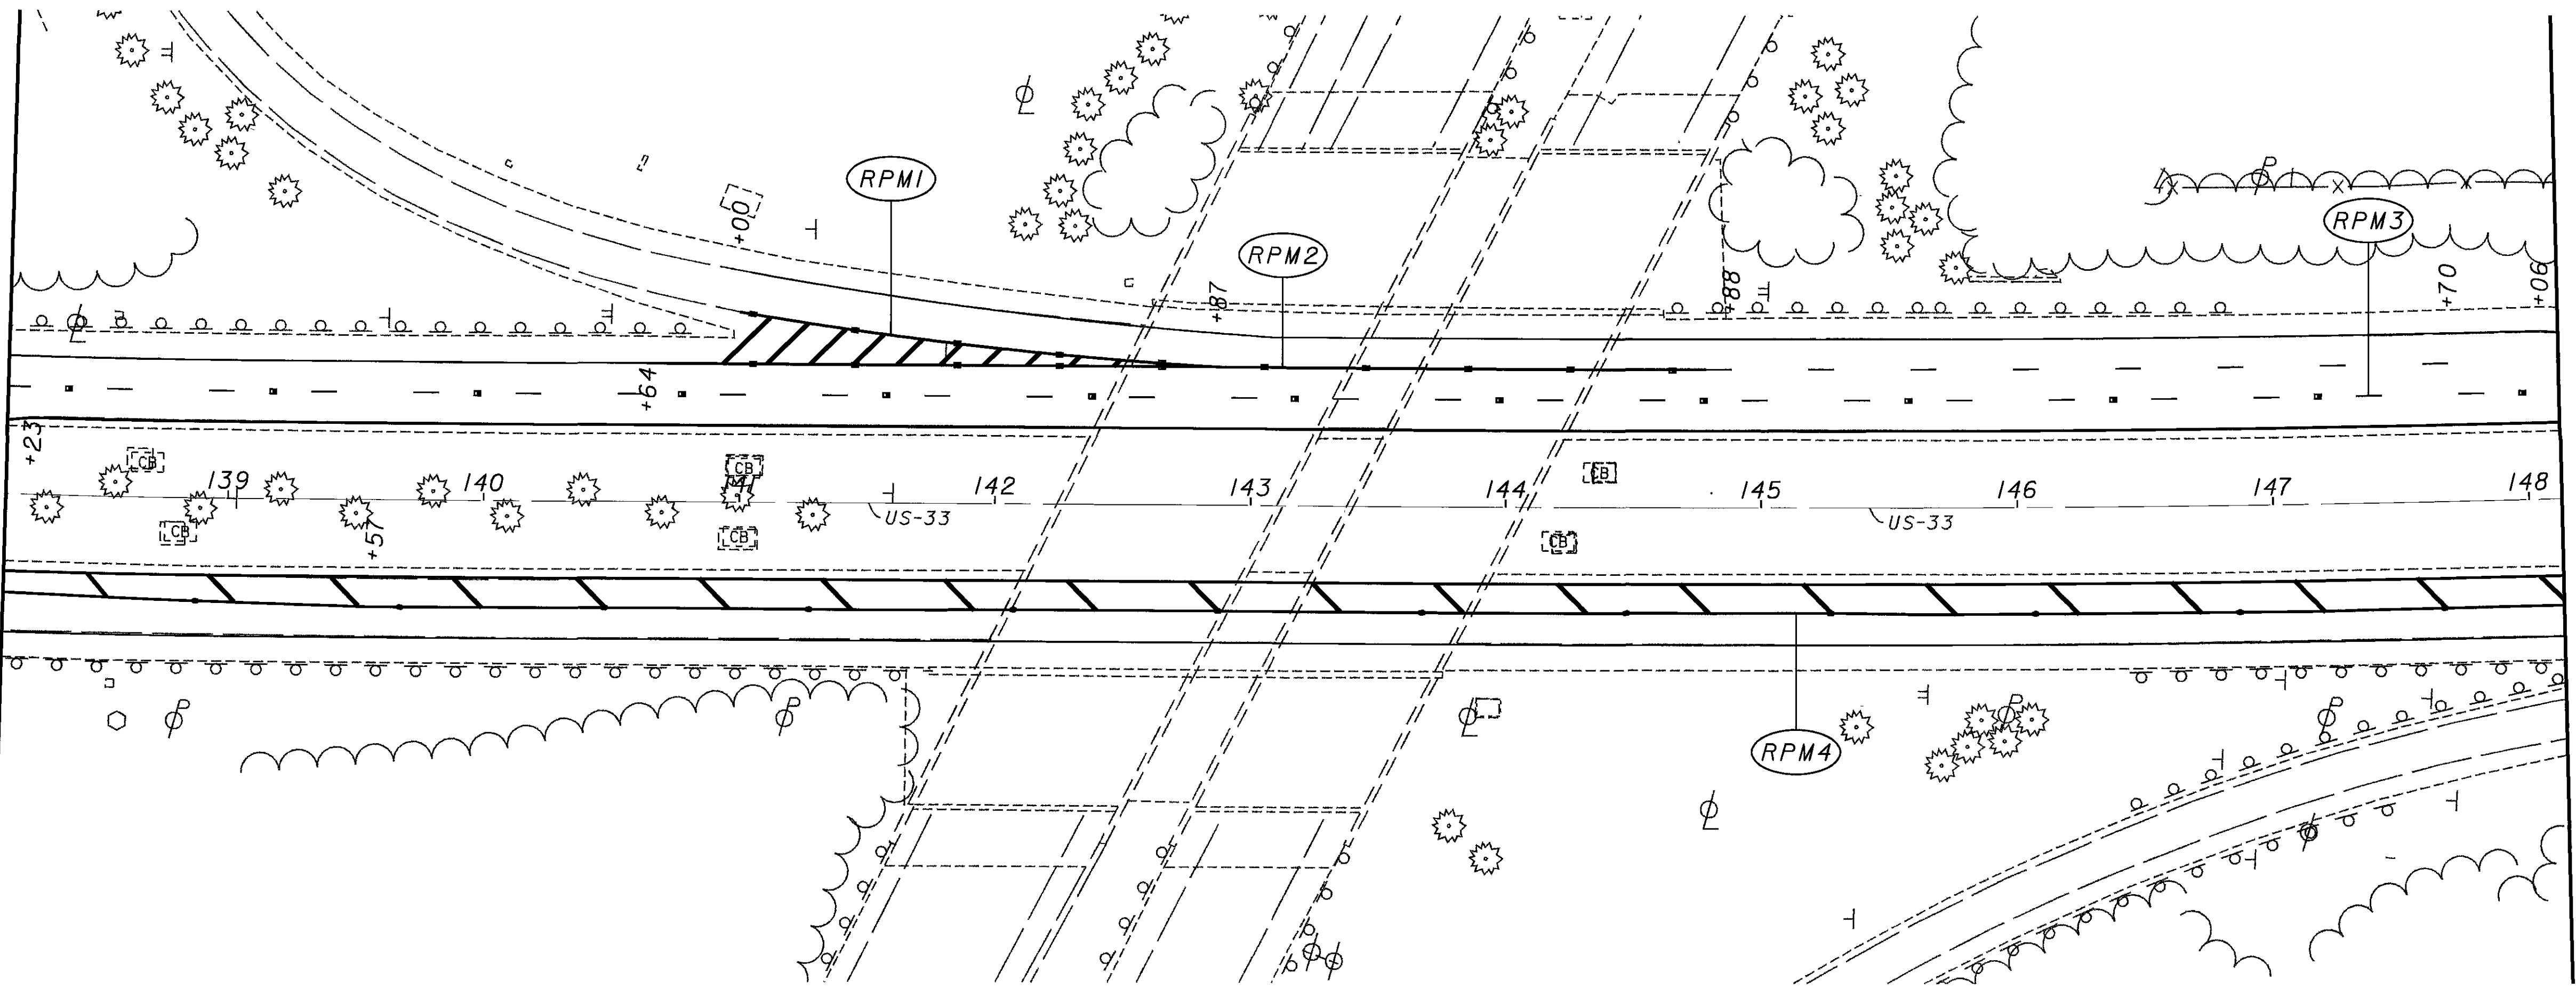 RPM1
+00
RPM2
RPM3
+87
+88
+70
+06
+64
+23
CB
CB
CB
139
140
141
142
143
144
145
146
147
148
US-33
US-33
+57
CB
CB
CB
P
P
P
P
P
RPM4